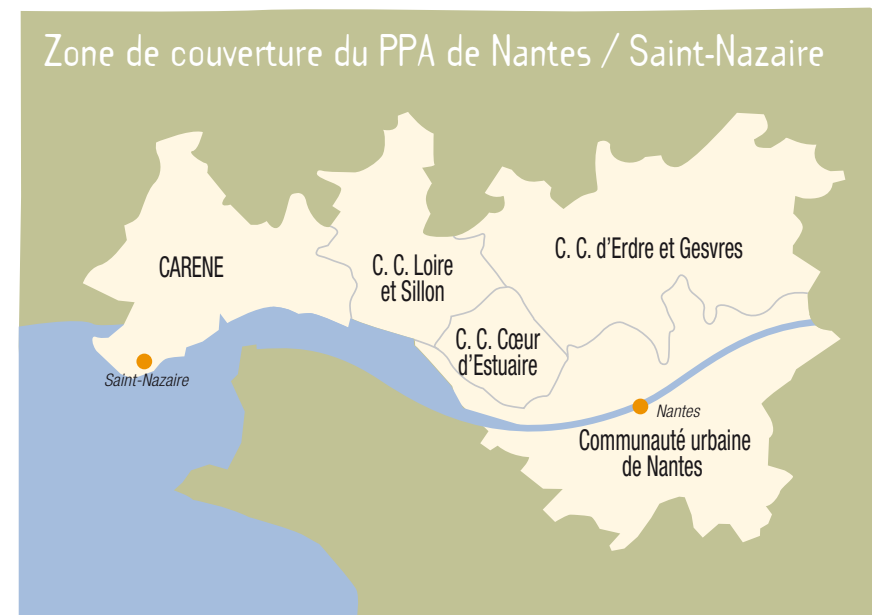 Zone de couverture du PPA de Nantes / Saint-Nazaire
CARENE
C. C. Loire
et Sillon
C. C. d'Erdre et Gesvres
C. C. Cœur
d'Estuaire
Saint-Nazaire
Nantes
Communauté urbaine
de Nantes